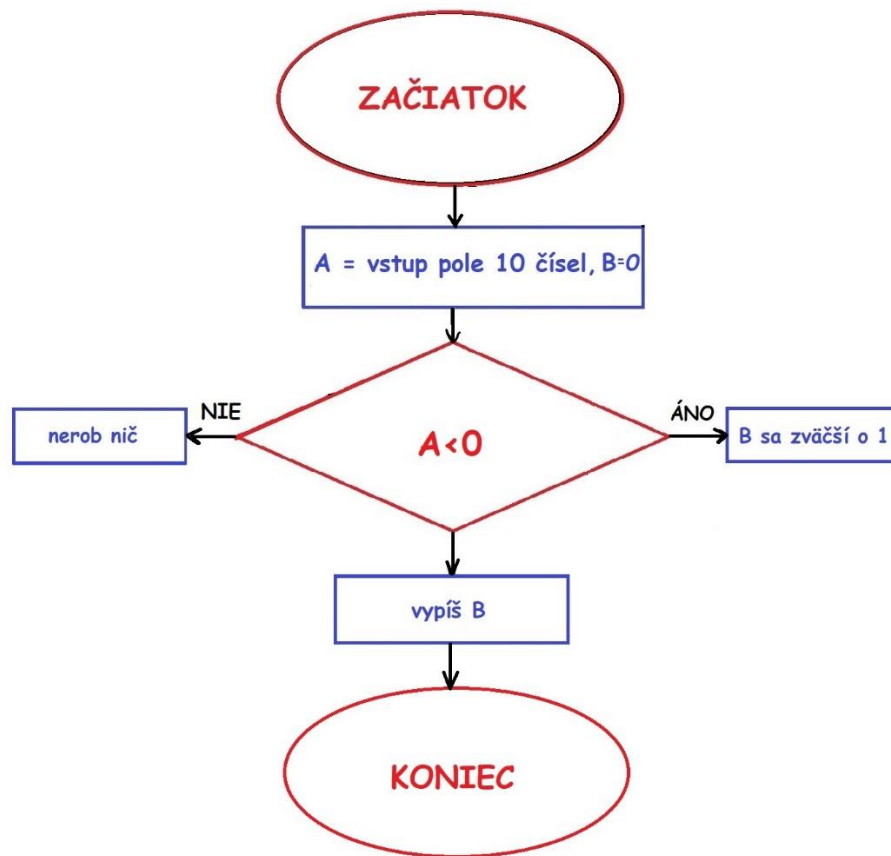 ZAČIATOK
A = vstup pole 10 čísel, B=0
NIE
ÁNO
nerob nič
A<0
B sa zväčší o 1
vypíš B
KONIEC